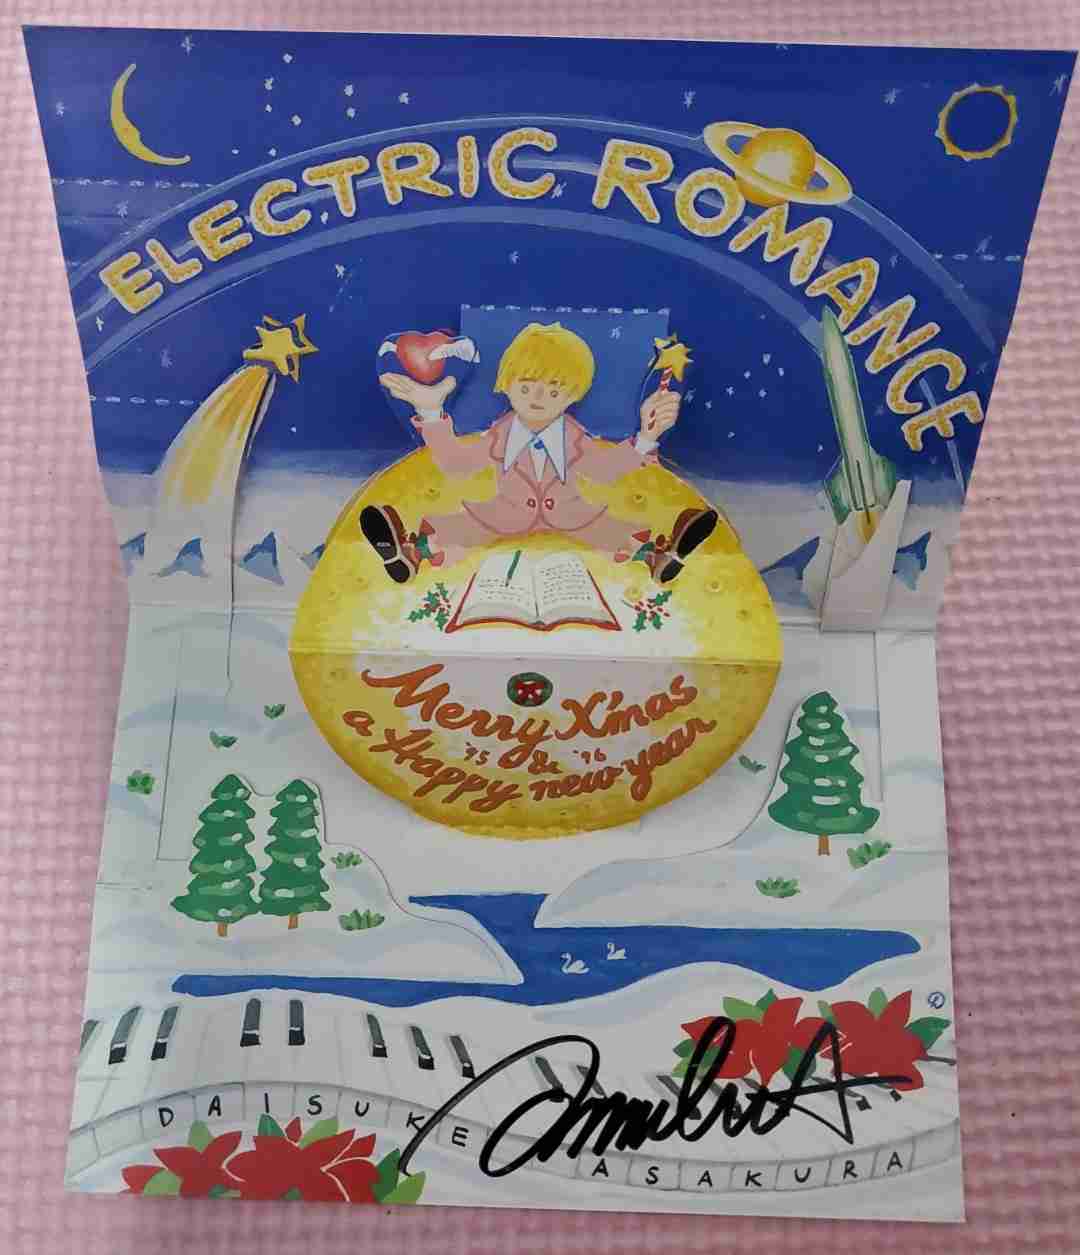 ELECTRIC ROMANCE
Merry X'mas
'95 & '96
a Happy new year
DAISUKE ASAKURA